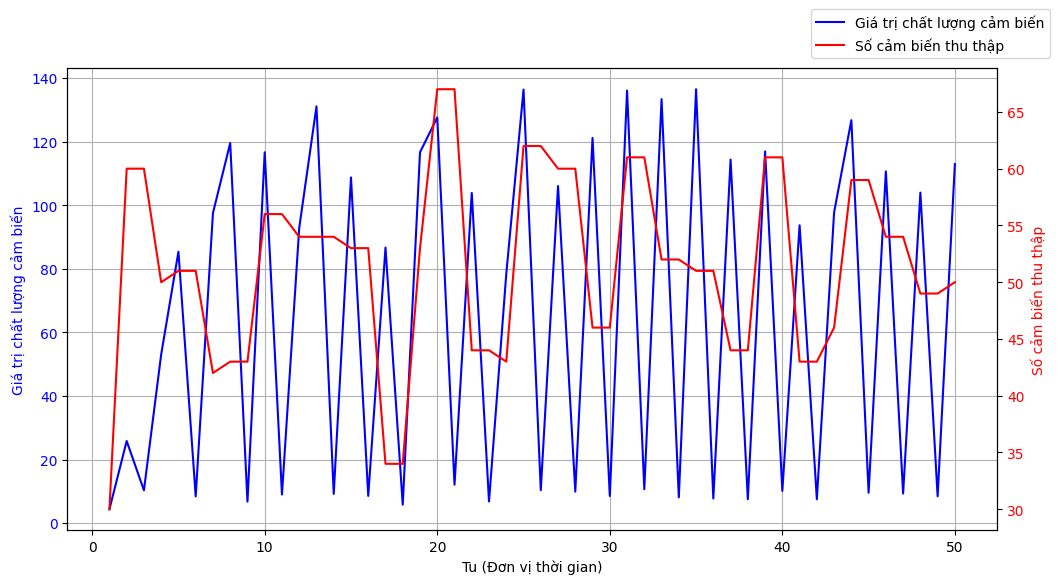 Giá trị chất lượng cảm biến
Số cảm biến thu thập
140
120
100
80
60
40
20
0
Giá trị chất lượng cảm biến
65
60
55
50
45
40
35
30
Số cảm biến thu thập
0 10 20 30 40 50
Tu (Đơn vị thời gian)